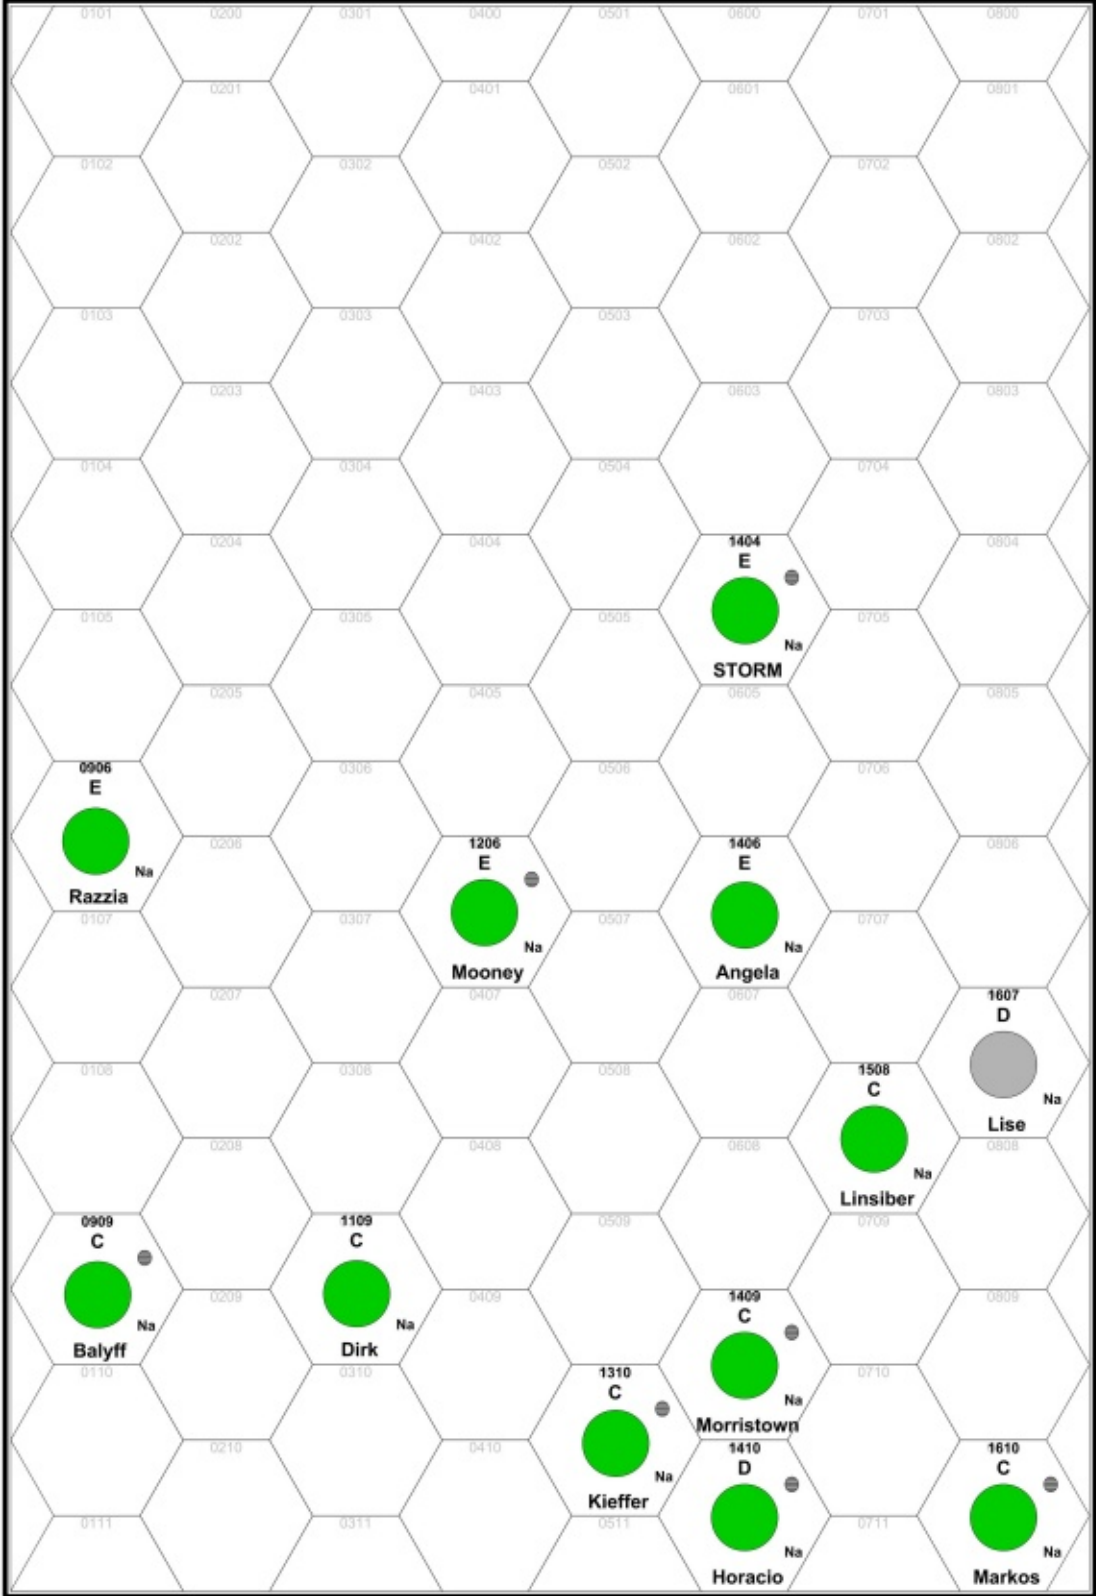 0101 0200 0301 0400 0501 0600 0701 0800
0201 0401 0601 0801
0102 0302 0502 0702
0202 0402 0602 0802
0103 0303 0503 0703
0203 0403 0603 0803
0104 0304 0504 0704
0204 0404 1404 0804
E
0105 0305 0505 0705
Na
STORM
0205 0405 0605 0805
0906 0306 0506 0706
E
0206 1206 1406 0806
E E
Na
Razzia
0107 0307 0507 0707
Na Na
Mooney Angela
0207 0407 0607 1607
D
0108 0308 0508 1508
C
Na
Lise
0208 0408 0608 0808
Na
Linsiber
0909 1109 0509 0709
C C
0209 0409 1409 0809
C
Na Na
Balyff Dirk
0110 0310 1310 0710
C
Na
Morristown
0210 0410 1410 1610
D C
Na
Kieffer
0111 0311 0511 0711
Na Na
Horacio Markos